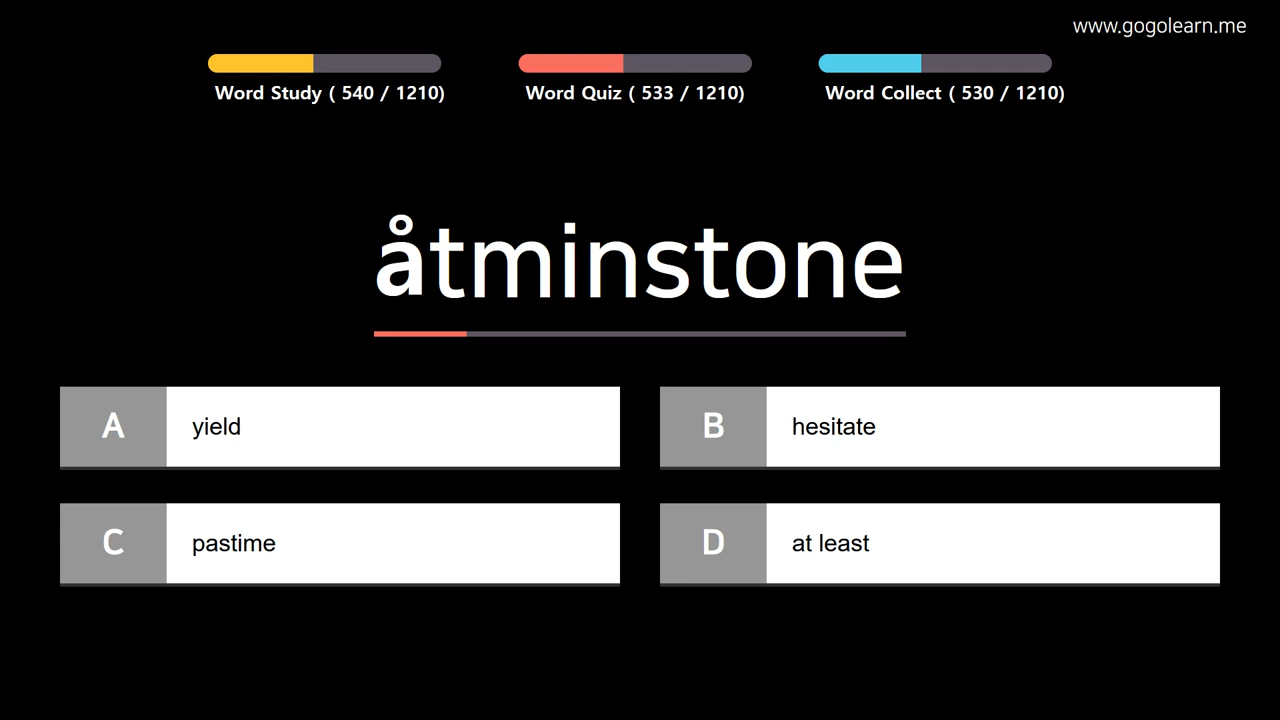 www.gogolearn.me
Word Study ( 540 / 1210)
Word Quiz ( 533 / 1210)
Word Collect ( 530 / 1210)
åtminstone
A yield
B hesitate
C pastime
D at least